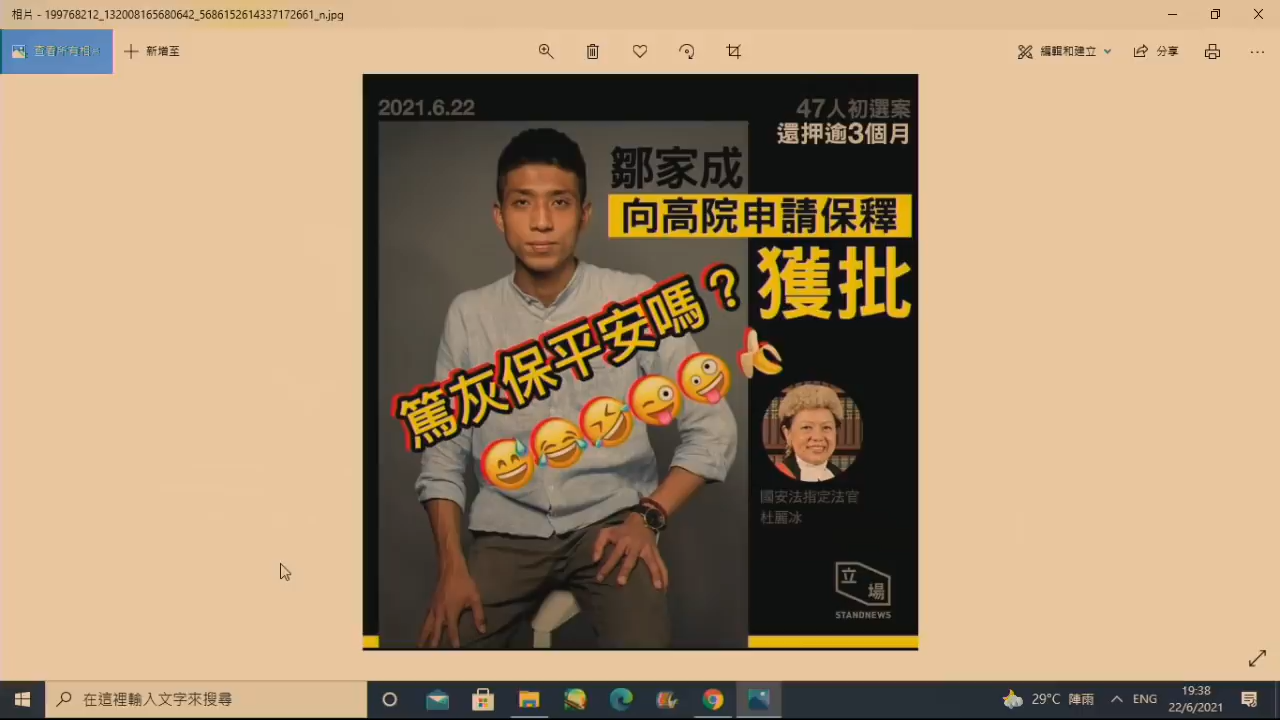 相片 - 199768212_132008165680642_5686152614337172661_n.jpg
查看所有相片
新增至
編輯和建立
分享
2021.6.22
47人初選案
還押逾3個月
鄒家成
向高院申請保釋
獲批
篤灰保平安嗎？
國安法指定法官
杜麗冰
立場
STANDNEWS
在這裡輸入文字來搜尋
29°C 陣雨
ENG
19:38
22/6/2021